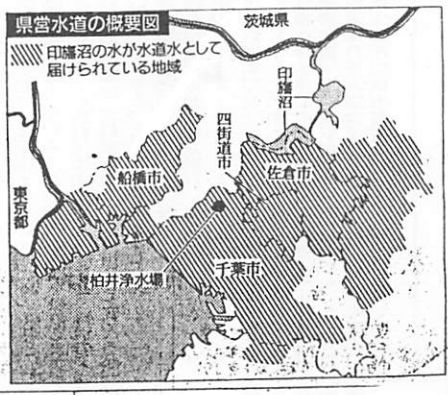 県営水道の概要図
印旛沼の水が水道水として
届けられている地域
茨城県
印旛沼
四街道市
佐倉市
船橋市
東京都
柏井浄水場
千葉市